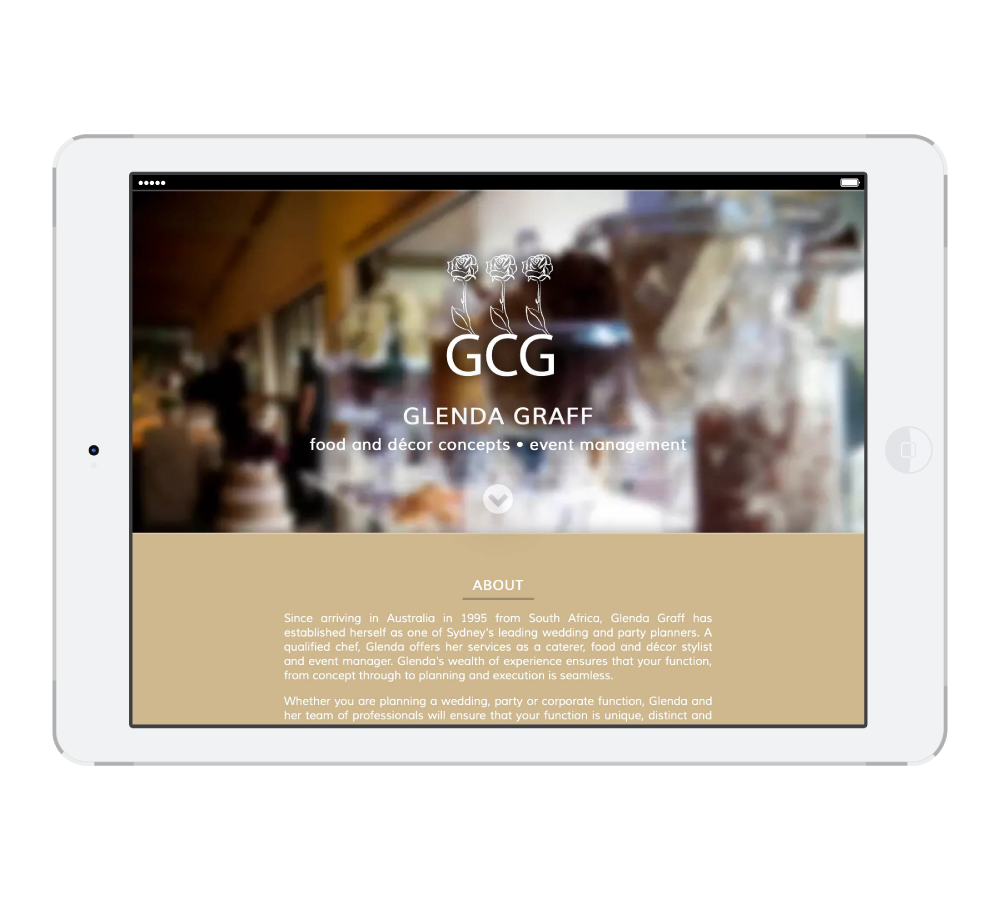 GCG
GLENDA GRAFF
food and décor concepts • event management
ABOUT
Since arriving in Australia in 1995 from South Africa, Glenda Graff has
established herself as one of Sydney's leading wedding and party planners. A
qualified chef, Glenda offers her services as a caterer, food and décor stylist
and event manager. Glenda's wealth of experience ensures that your function,
from concept through to planning and execution is seamless.
Whether you are planning a wedding, party or corporate function, Glenda and
her team of professionals will ensure that your function is unique, distinct and